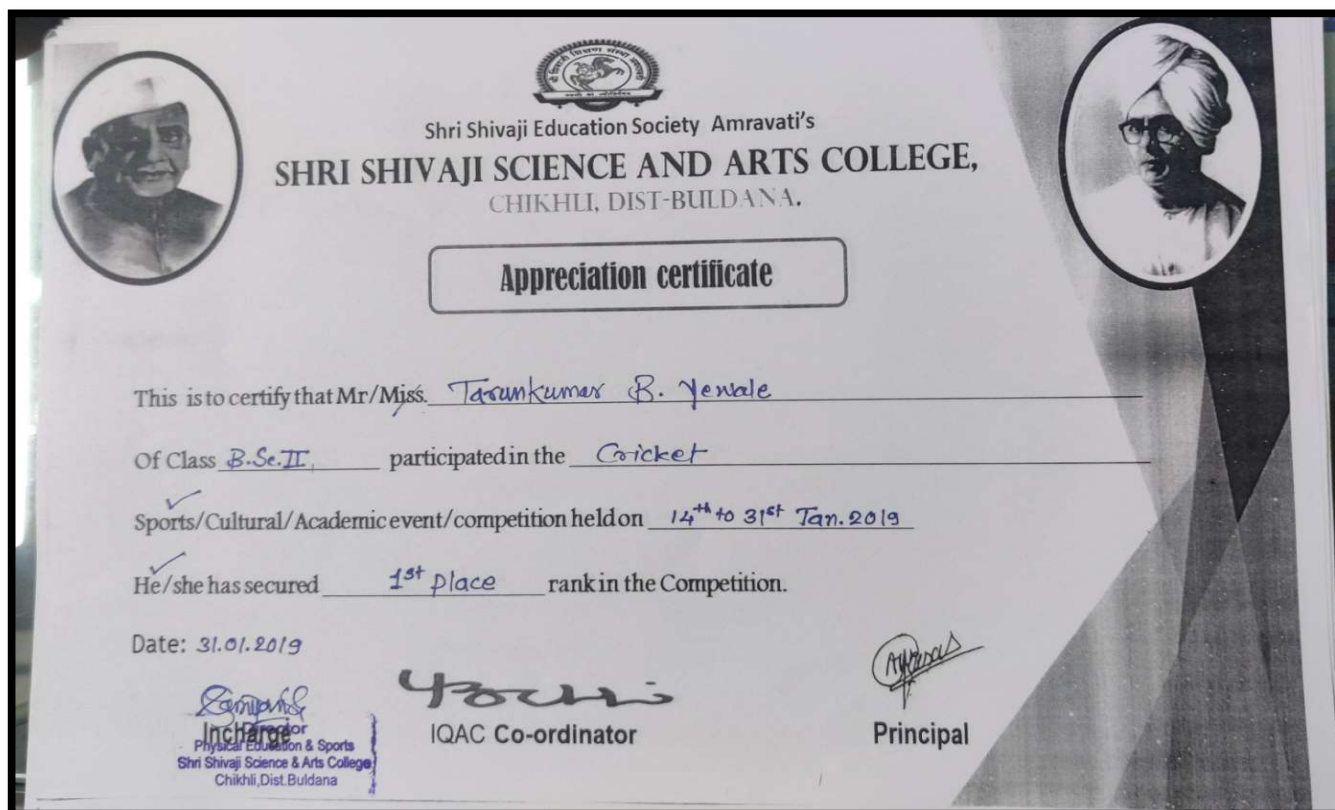 Shri Shivaji Education Society Amravati's
SHRI SHIVAJI SCIENCE AND ARTS COLLEGE,
CHIKHLI, DIST-BULDANA.
Appreciation certificate
This is to certify that Mr/Miss. Tarunkumar B. Yewale
Of Class B.Sc.II, participated in the Cricket
Sports/Cultural/Academic event/competition held on 14th to 31st Jan. 2019
He/she has secured 1st place rank in the Competition.
Date: 31.01.2019
Incharge
Director
Physical Education & Sports
Shri Shivaji Science & Arts College
Chikhli,Dist.Buldana
IQAC Co-ordinator
Principal